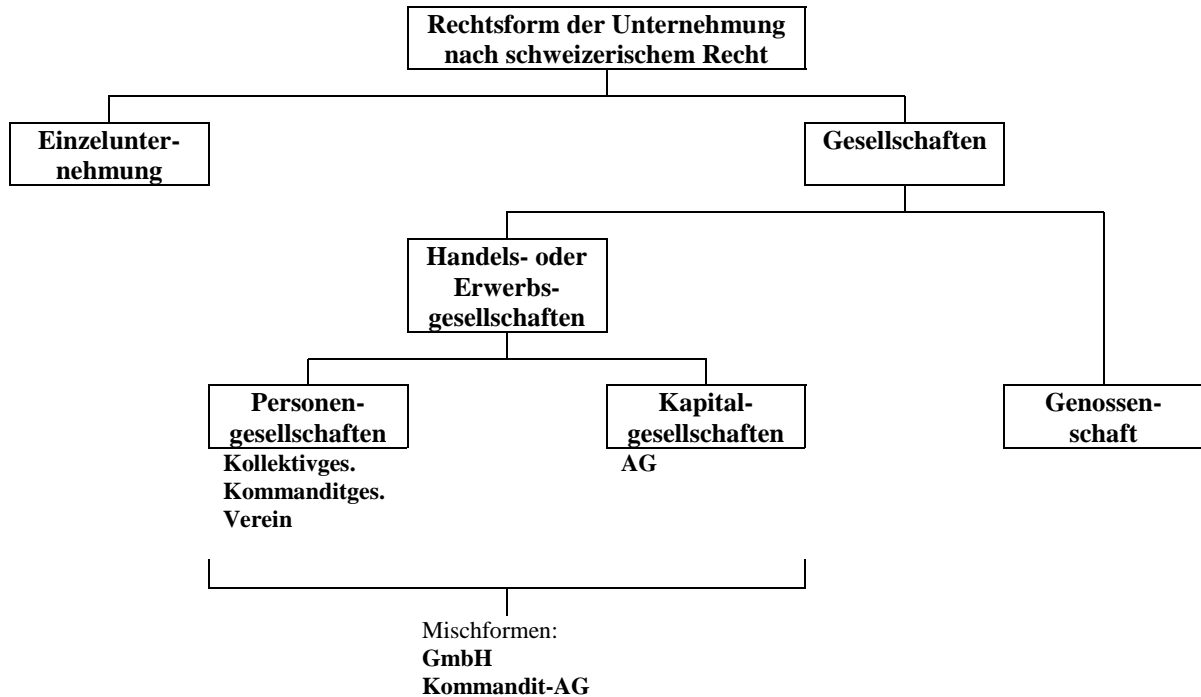 Rechtsform der Unternehmung
nach schweizerischem Recht
Einzelunter-
nehmung
Gesellschaften
Handels- oder
Erwerbs-
gesellschaften
Personen-
gesellschaften
Kollektivges.
Kommanditges.
Verein
Kapital-
gesellschaften
AG
Genossen-
schaft
Mischformen:
GmbH
Kommandit-AG